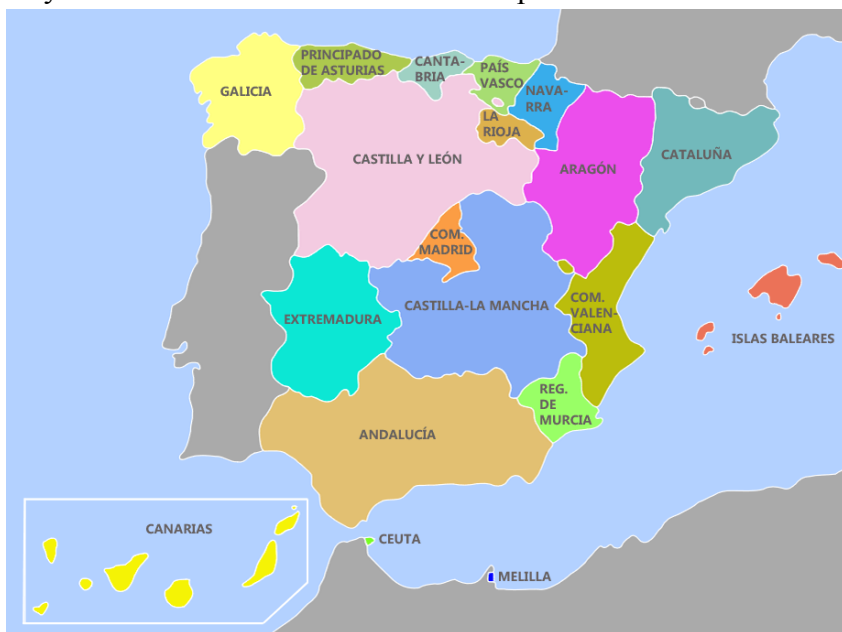 PRINCIPADO
DE ASTURIAS
CANTA-
BRIA
PAÍS
VASCO
NAVA-
RRA
GALICIA
LA
RIOJA
CASTILLA Y LEÓN
ARAGÓN
CATALUÑA
COM.
MADRID
EXTREMADURA
CASTILLA-LA MANCHA
COM.
VALEN-
CIANA
ISLAS BALEARES
REG.
DE
MURCIA
ANDALUCÍA
CANARIAS
CEUTA
MELILLA